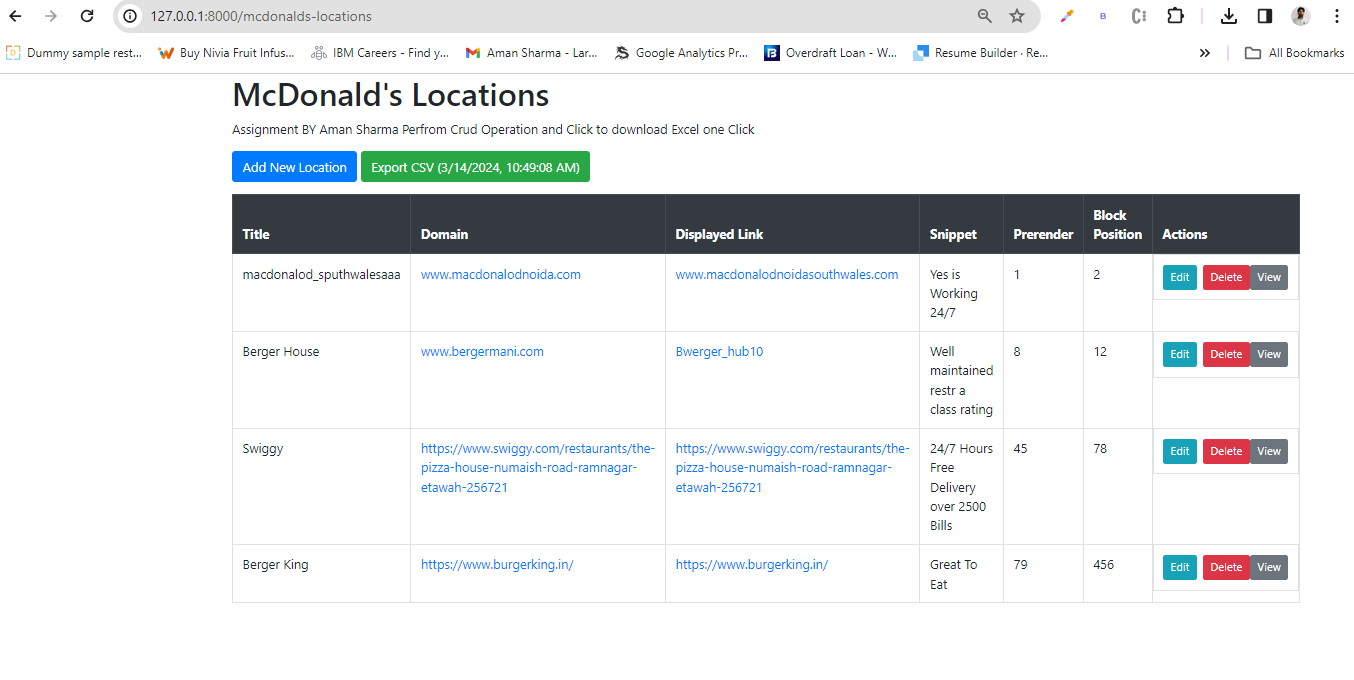 127.0.0.1:8000/mcdonalds-locations
Dummy sample rest... Buy Nivia Fruit Infus... IBM Careers - Find y... Aman Sharma - Lar... Google Analytics Pr... Overdraft Loan - W... Resume Builder · Re... » All Bookmarks
McDonald's Locations
Assignment BY Aman Sharma Perfrom Crud Operation and Click to download Excel one Click
Add New Location Export CSV (3/14/2024, 10:49:08 AM)
Title Domain Displayed Link Snippet Prerender Block Position Actions
macdonalod_sputhwalesaaa www.macdonalodnoida.com www.macdonalodnoidasouthwales.com Yes is 1 2 Edit Delete View
Working
24/7
Berger House www.bergermani.com Bwerger_hub10 Well 8 12 Edit Delete View
maintained
restr a
class rating
Swiggy https://www.swiggy.com/restaurants/the- https://www.swiggy.com/restaurants/the- 24/7 Hours 45 78 Edit Delete View
pizza-house-numaish-road-ramnagar- pizza-house-numaish-road-ramnagar- Free
etawah-256721 etawah-256721 Delivery
over 2500
Bills
Berger King https://www.burgerking.in/ https://www.burgerking.in/ Great To 79 456 Edit Delete View
Eat